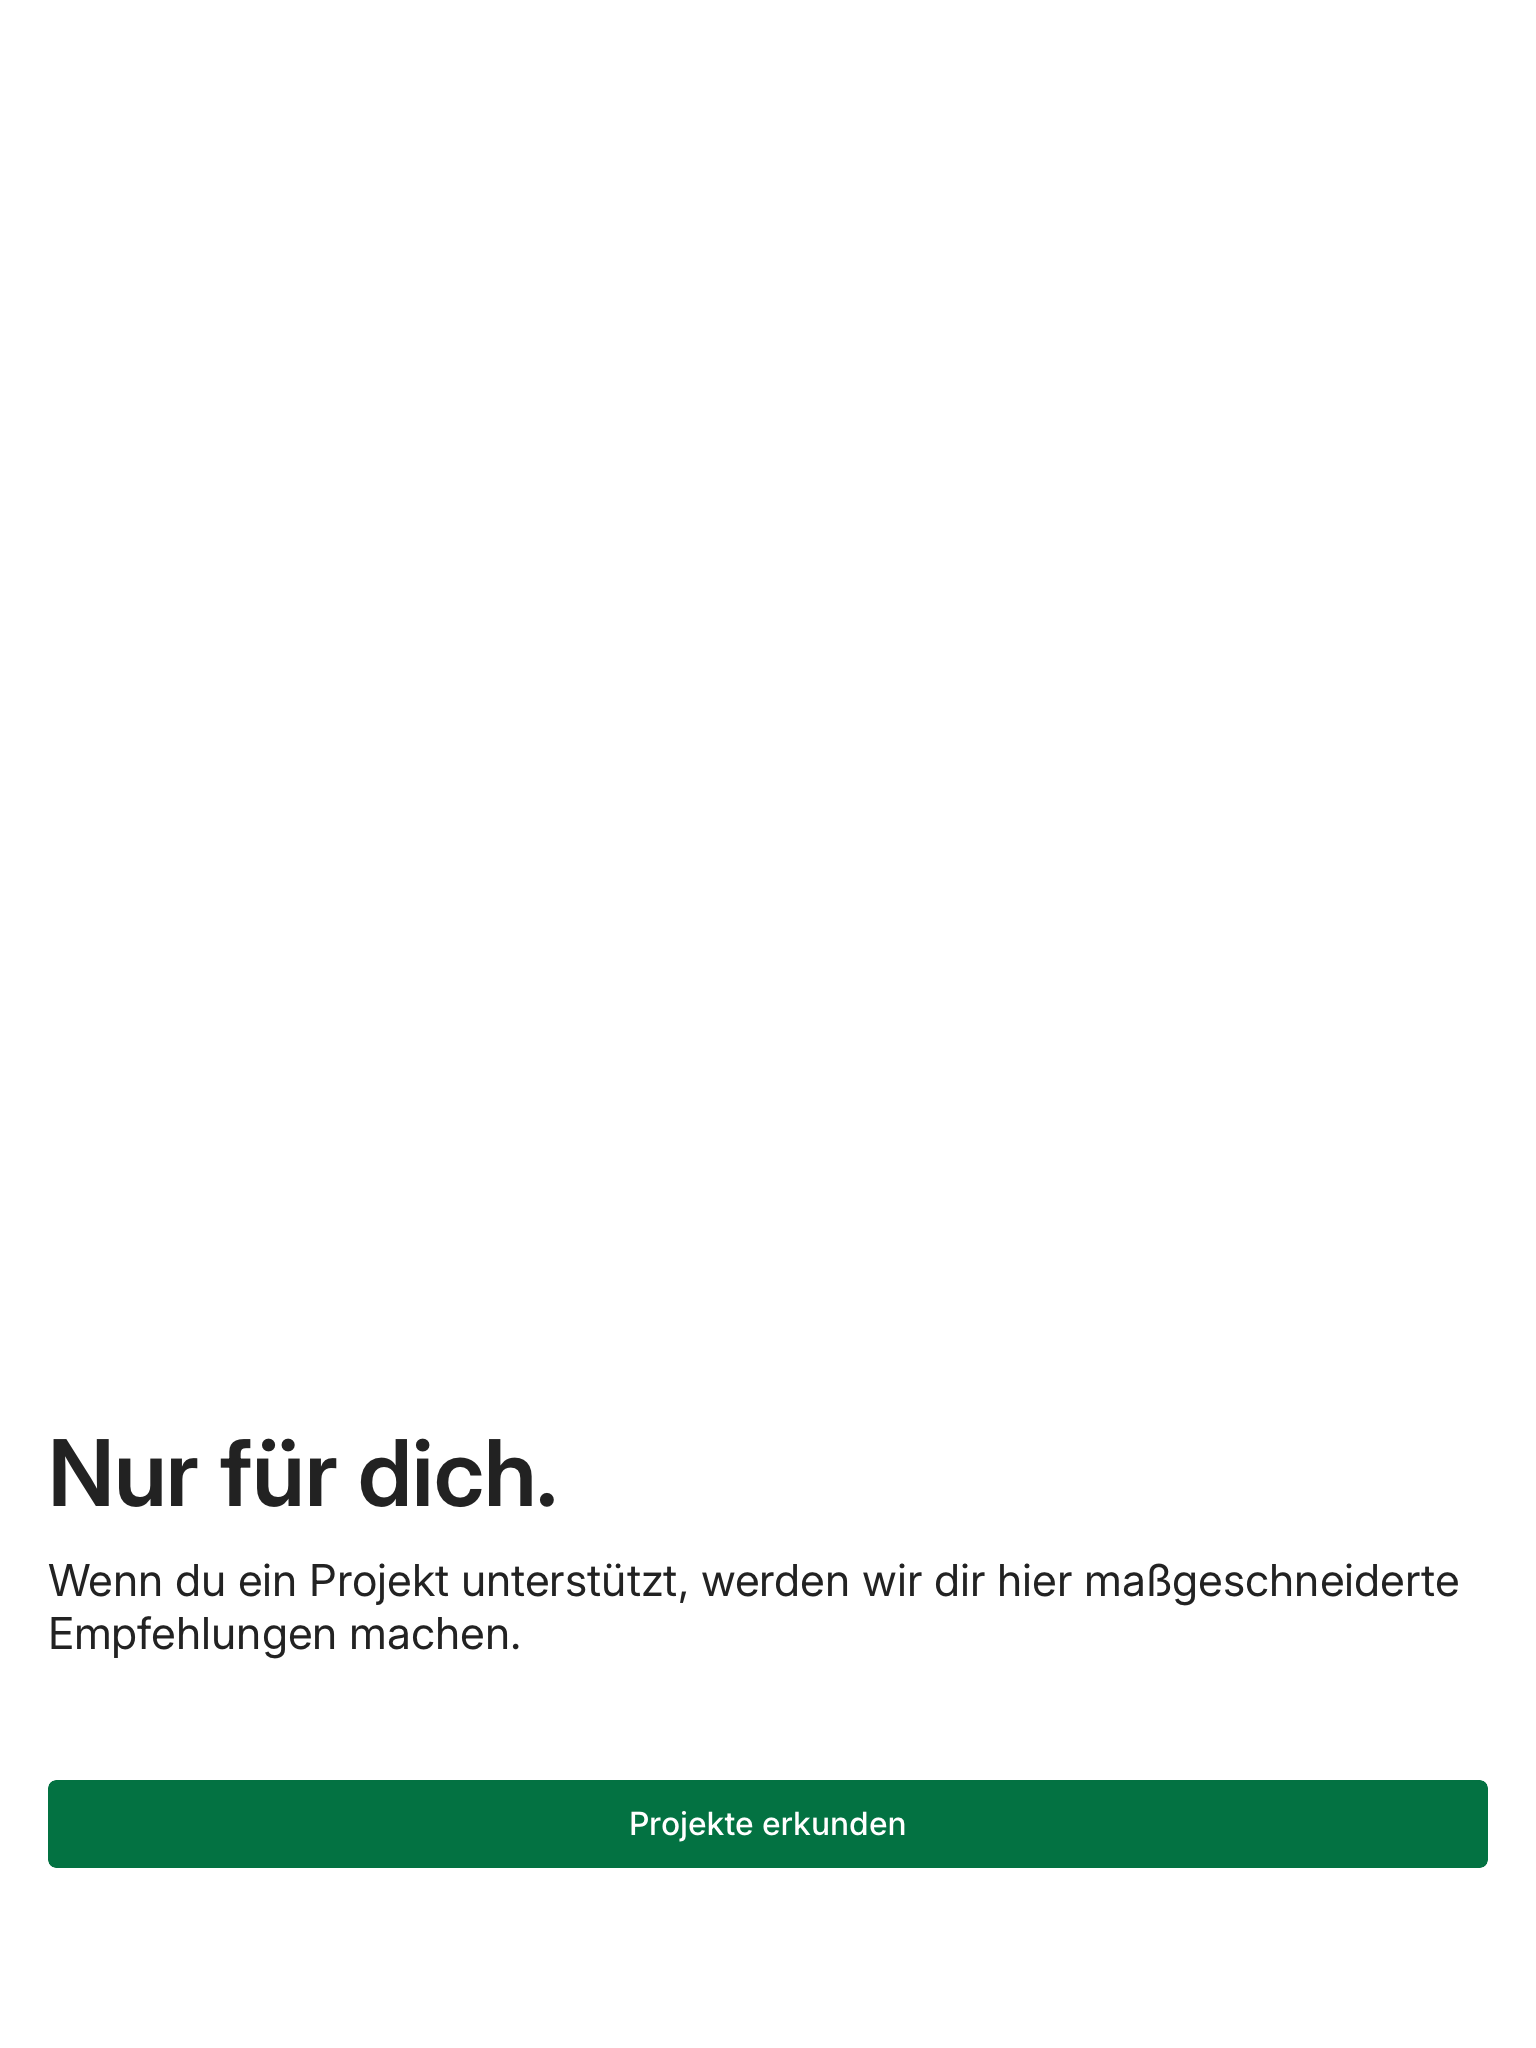 Nur für dich.
Wenn du ein Projekt unterstützt, werden wir dir hier maßgeschneiderte
Empfehlungen machen.
Projekte erkunden